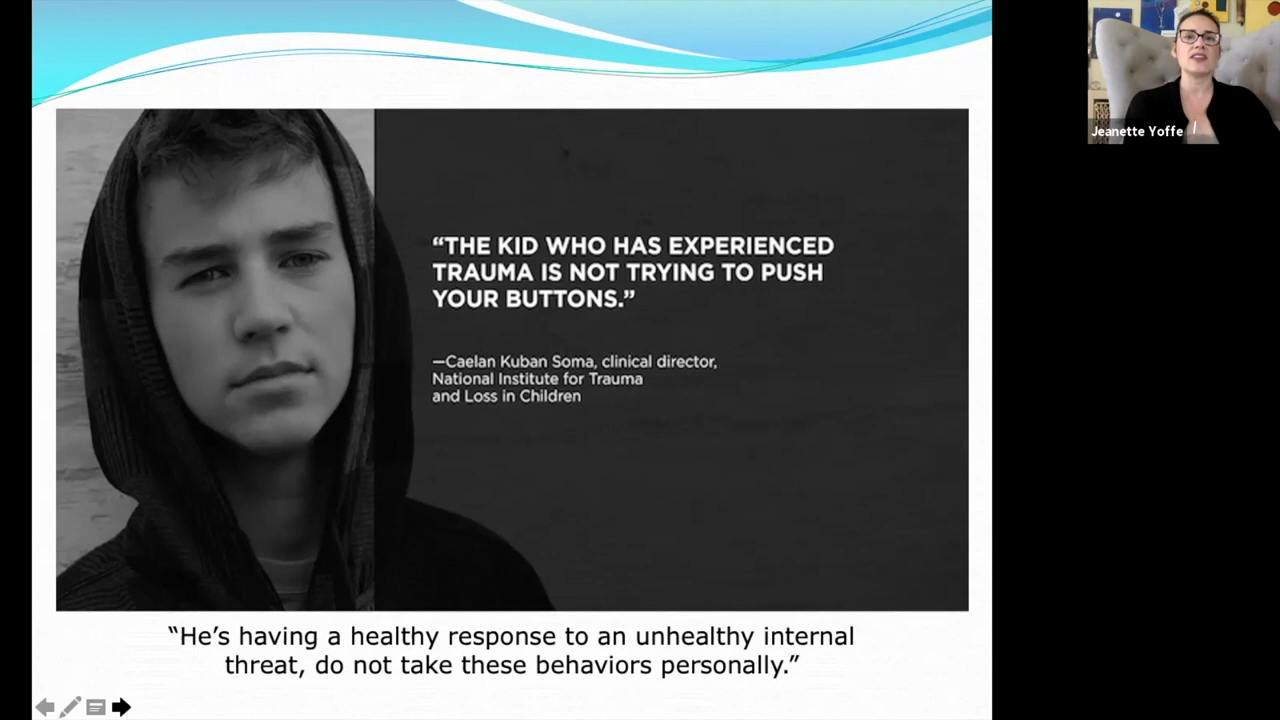 “THE KID WHO HAS EXPERIENCED
TRAUMA IS NOT TRYING TO PUSH
YOUR BUTTONS.”
—Caelan Kuban Soma, clinical director,
National Institute for Trauma
and Loss in Children
“He’s having a healthy response to an unhealthy internal
threat, do not take these behaviors personally.”
Jeanette Yoffe